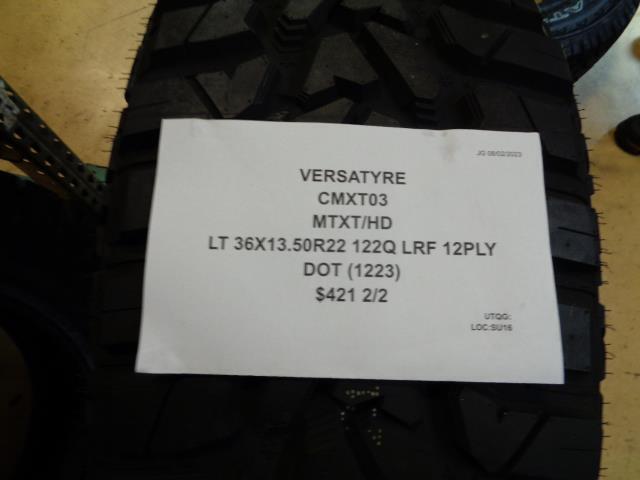 JG 08/02/2023
VERSATYRE
CMXT03
MTXT/HD
LT 36X13.50R22 122Q LRF 12PLY
DOT (1223)
$421 2/2
UTQG:
LOC:SU16